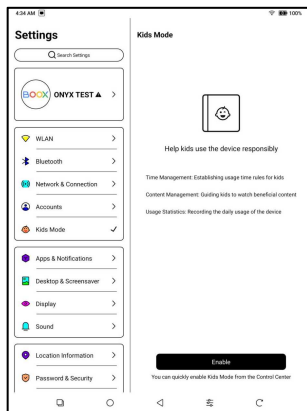 4:34 AM
100%
Settings
Search Settings
BOOX
ONYX TEST
WLAN
Bluetooth
Network & Connection
Accounts
Kids Mode
Apps & Notifications
Desktop & Screensaver
Display
Sound
Location Information
Password & Security
Kids Mode
Help kids use the device responsibly
Time Management: Establishing usage time rules for kids
Content Management: Guiding kids to watch beneficial content
Usage Statistics: Recording the daily usage of the device
Enable
You can quickly enable Kids Mode from the Control Center